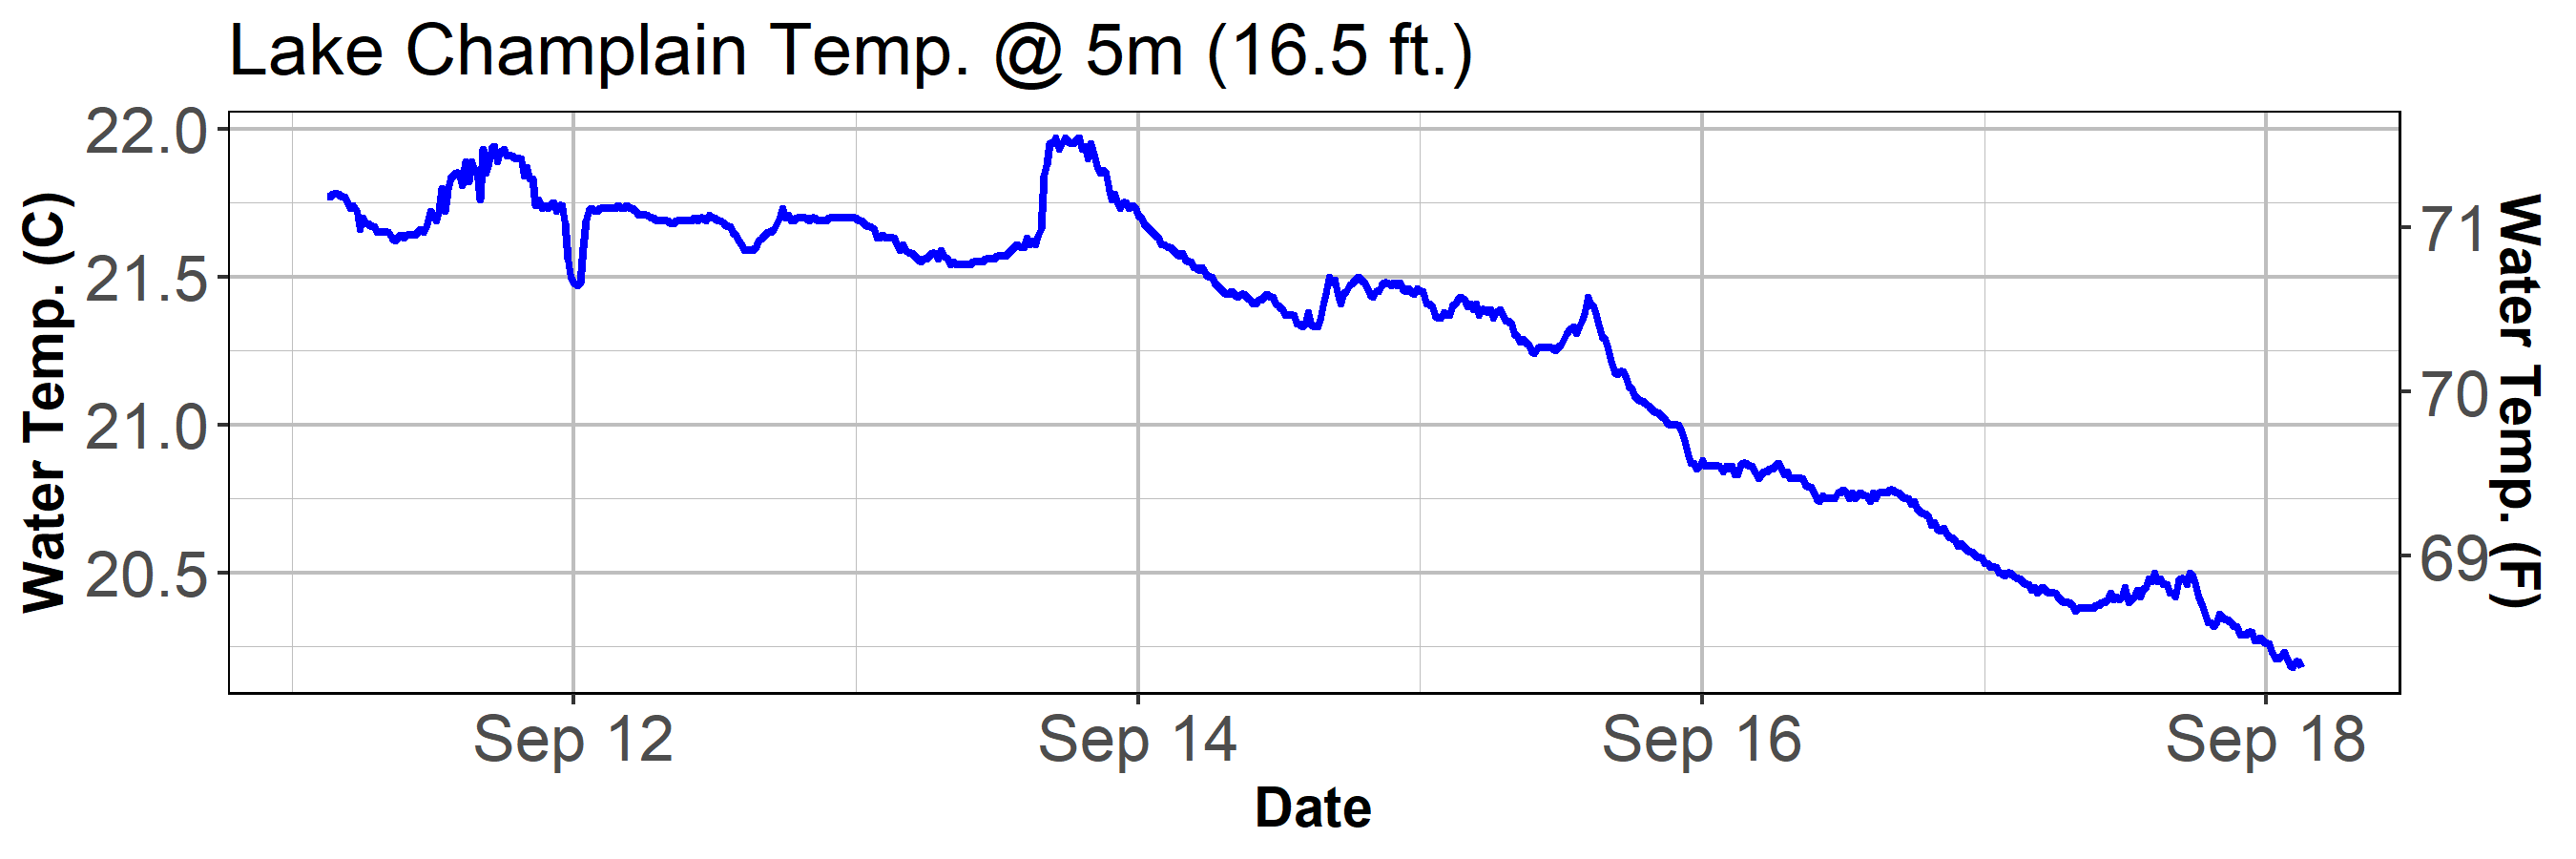 Lake Champlain Temp. @ 5m (16.5 ft.)
Water Temp. (C)
22.0
21.5
21.0
20.5
71
70
69
Water Temp. (F)
Sep 12 Sep 14 Sep 16 Sep 18
Date